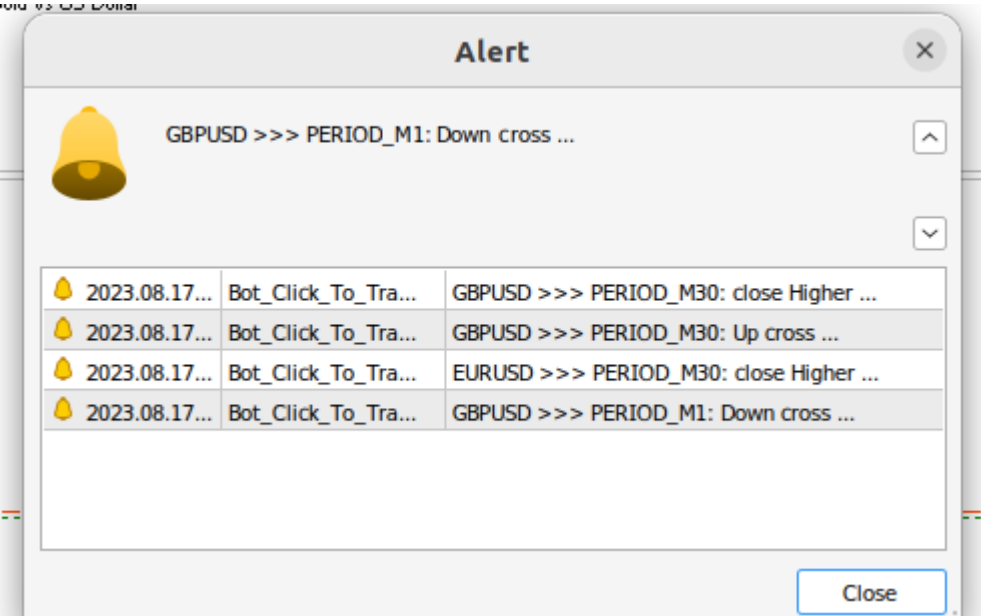 Alert
GBPUSD >>> PERIOD_M1: Down cross ...
2023.08.17... Bot_Click_To_Tra... GBPUSD >>> PERIOD_M30: close Higher ...
2023.08.17... Bot_Click_To_Tra... GBPUSD >>> PERIOD_M30: Up cross ...
2023.08.17... Bot_Click_To_Tra... EURUSD >>> PERIOD_M30: close Higher ...
2023.08.17... Bot_Click_To_Tra... GBPUSD >>> PERIOD_M1: Down cross ...
Close